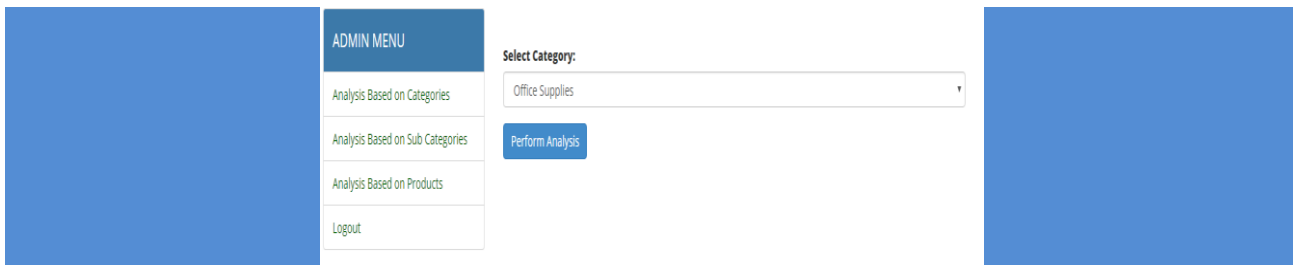 ADMIN MENU
Analysis Based on Categories
Analysis Based on Sub Categories
Analysis Based on Products
Logout
Select Category:
Office Supplies
Perform Analysis